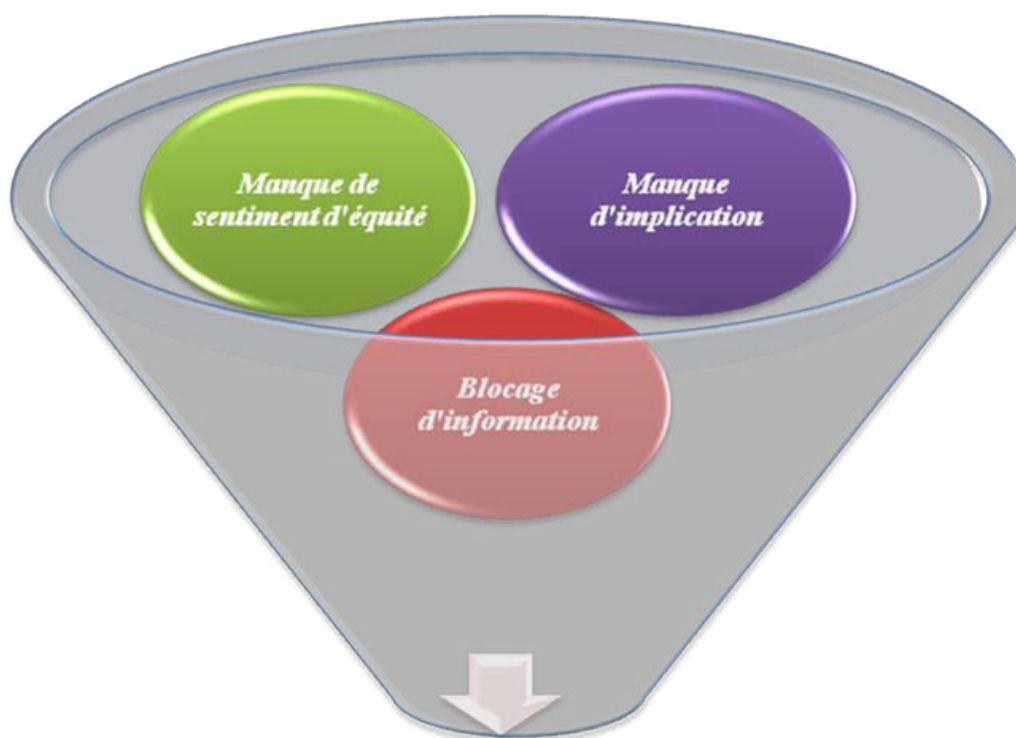 Manque de
sentiment d'équité
Manque
d'implication
Blocage
d'information